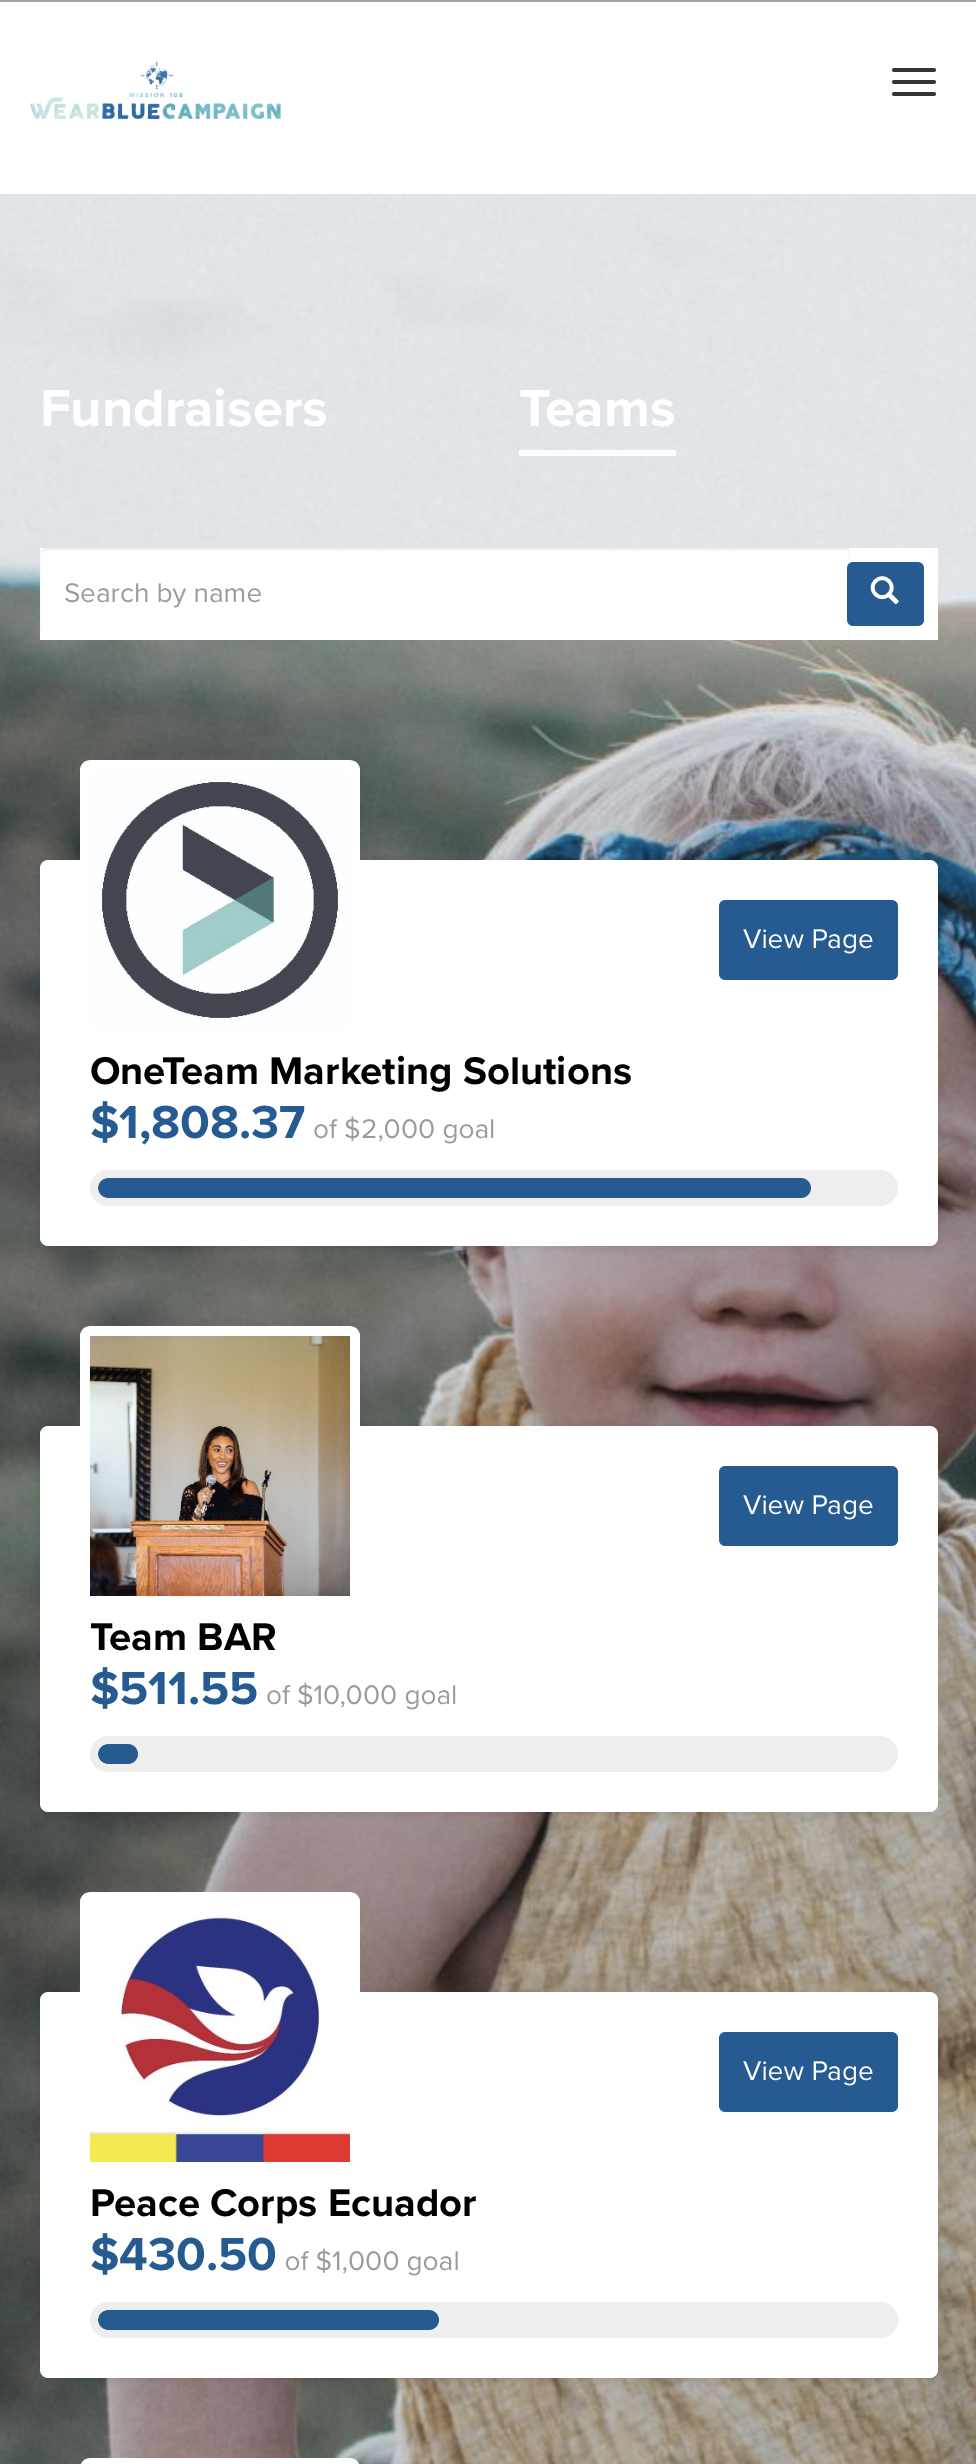 MISSION 108
WEARBLUECAMPAIGN
Fundraisers
Teams
Search by name
View Page
OneTeam Marketing Solutions
$1,808.37 of $2,000 goal
View Page
Team BAR
$511.55 of $10,000 goal
View Page
Peace Corps Ecuador
$430.50 of $1,000 goal